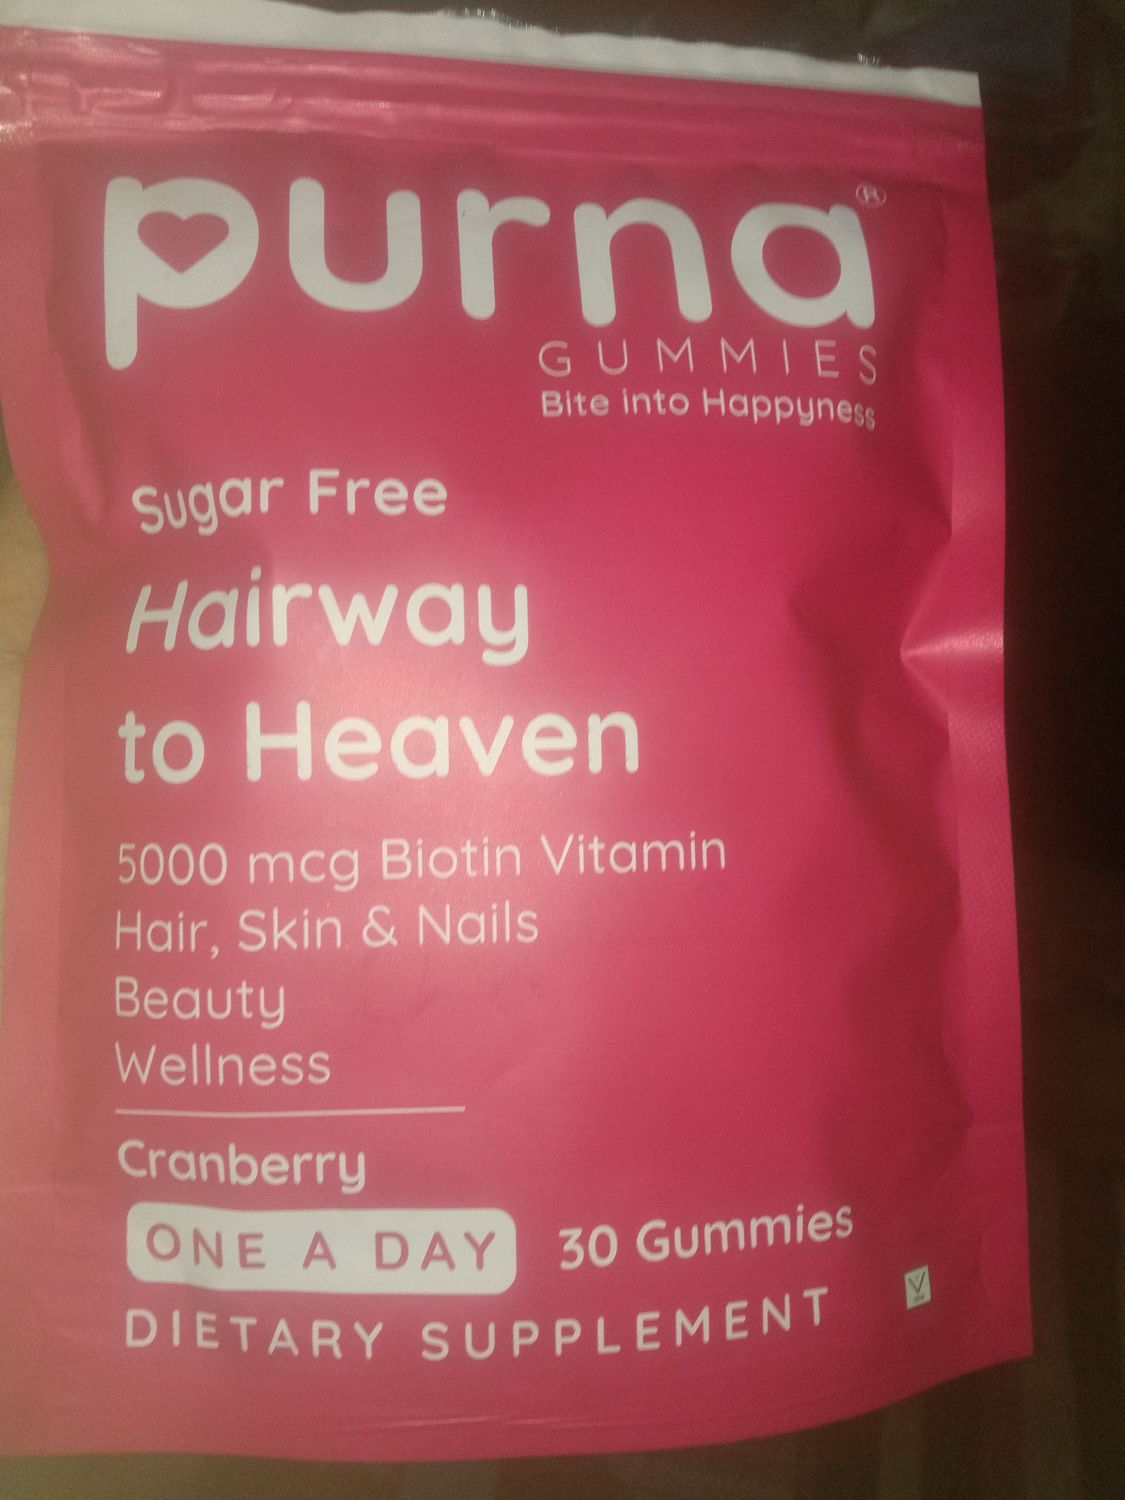 purna®
GUMMIES
Bite into Happyness
Sugar Free
Hairway
to Heaven
5000 mcg Biotin Vitamin
Hair, Skin & Nails
Beauty
Wellness
Cranberry
ONE A DAY
30 Gummies
DIETARY SUPPLEMENT